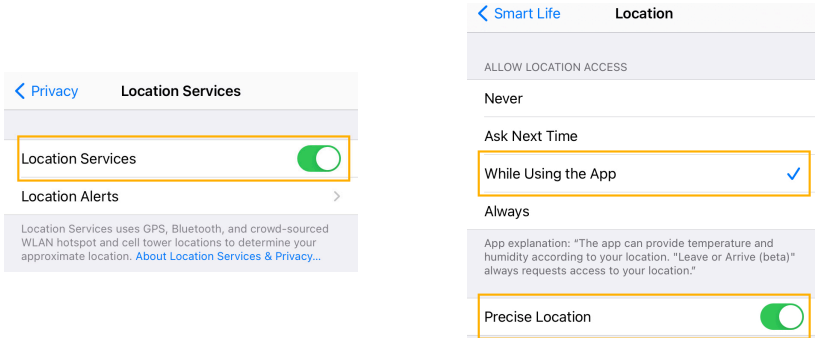 Privacy
Location Services
Location Services
Location Alerts
Location Services uses GPS, Bluetooth, and crowd-sourced
WLAN hotspot and cell tower locations to determine your
approximate location. About Location Services & Privacy...
Smart Life
Location
ALLOW LOCATION ACCESS
Never
Ask Next Time
While Using the App
Always
App explanation: “The app can provide temperature and
humidity according to your location. "Leave or Arrive (beta)"
always requests access to your location.”
Precise Location